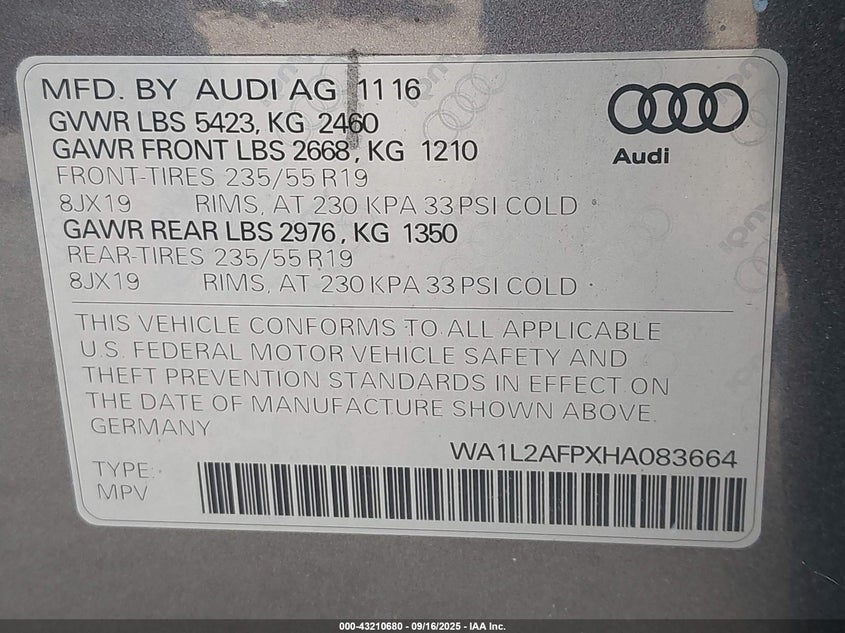 MFD. BY AUDI AG 11 16
GVWR LBS 5423, KG 2460
GAWR FRONT LBS 2668, KG 1210
FRONT-TIRES 235/55 R19
8JX19 RIMS, AT 230 KPA 33 PSI COLD
GAWR REAR LBS 2976, KG 1350
REAR-TIRES 235/55 R19
8JX19 RIMS, AT 230 KPA 33 PSI COLD
Audi
THIS VEHICLE CONFORMS TO ALL APPLICABLE
U.S. FEDERAL MOTOR VEHICLE SAFETY AND
THEFT PREVENTION STANDARDS IN EFFECT ON
THE DATE OF MANUFACTURE SHOWN ABOVE.
GERMANY
WA1L2AFPXHA083664
TYPE:
MPV
000-43210680 - 09/16/2025 - IAA Inc.